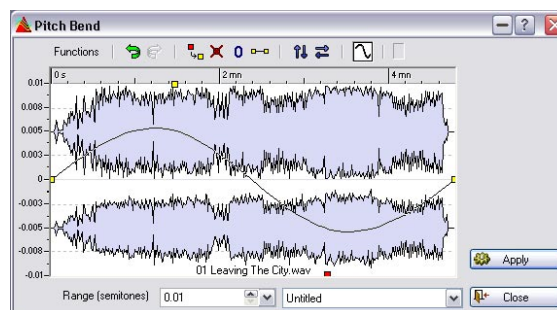 Pitch Bend
Functions 0
0 s 2 mn 4 mn
0.01
0.008
0.005
0.003
0
-0.003
-0.005
-0.008
-0.01
01 Leaving The City.wav
Apply
Range (semitones) 0.01 Untitled Close